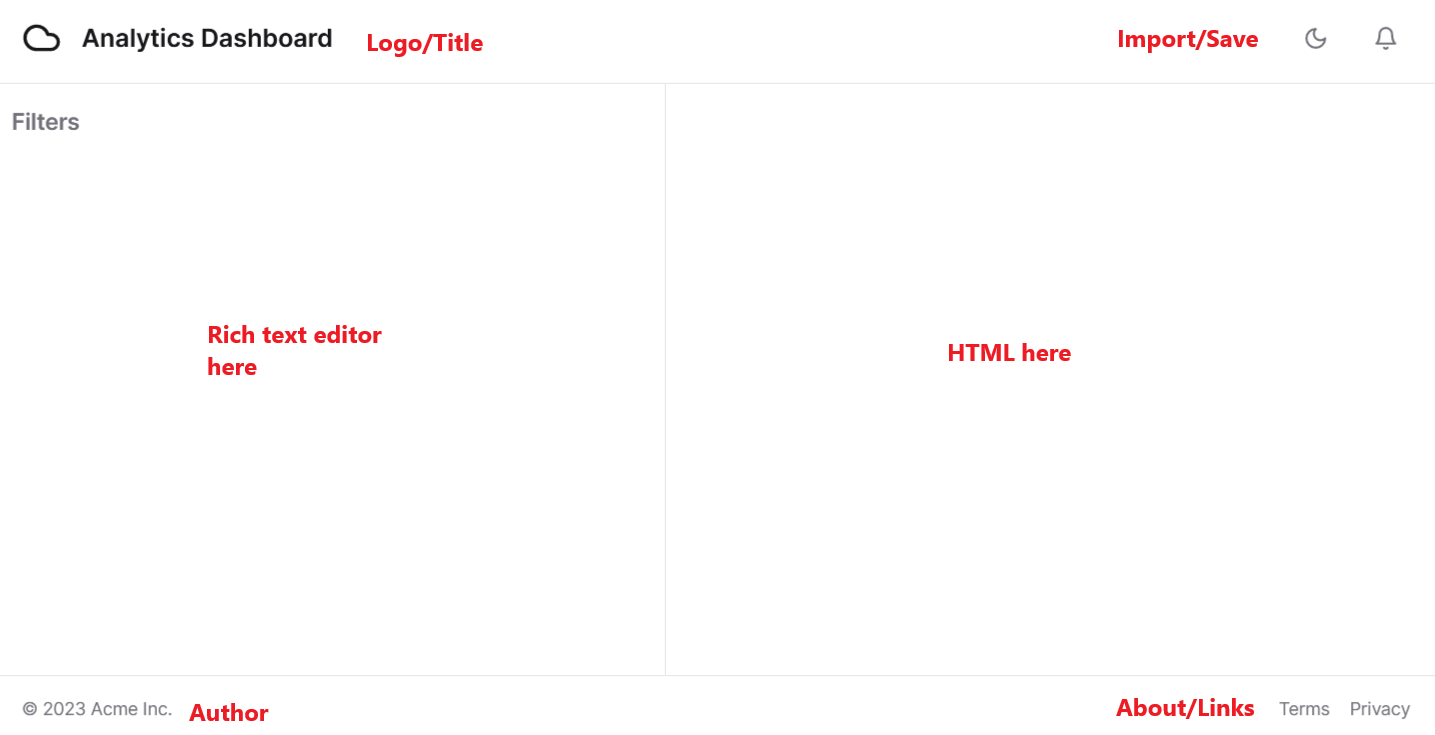 Analytics Dashboard Logo/Title Import/Save
Filters
Rich text editor
here
HTML here
© 2023 Acme Inc. Author About/Links Terms Privacy